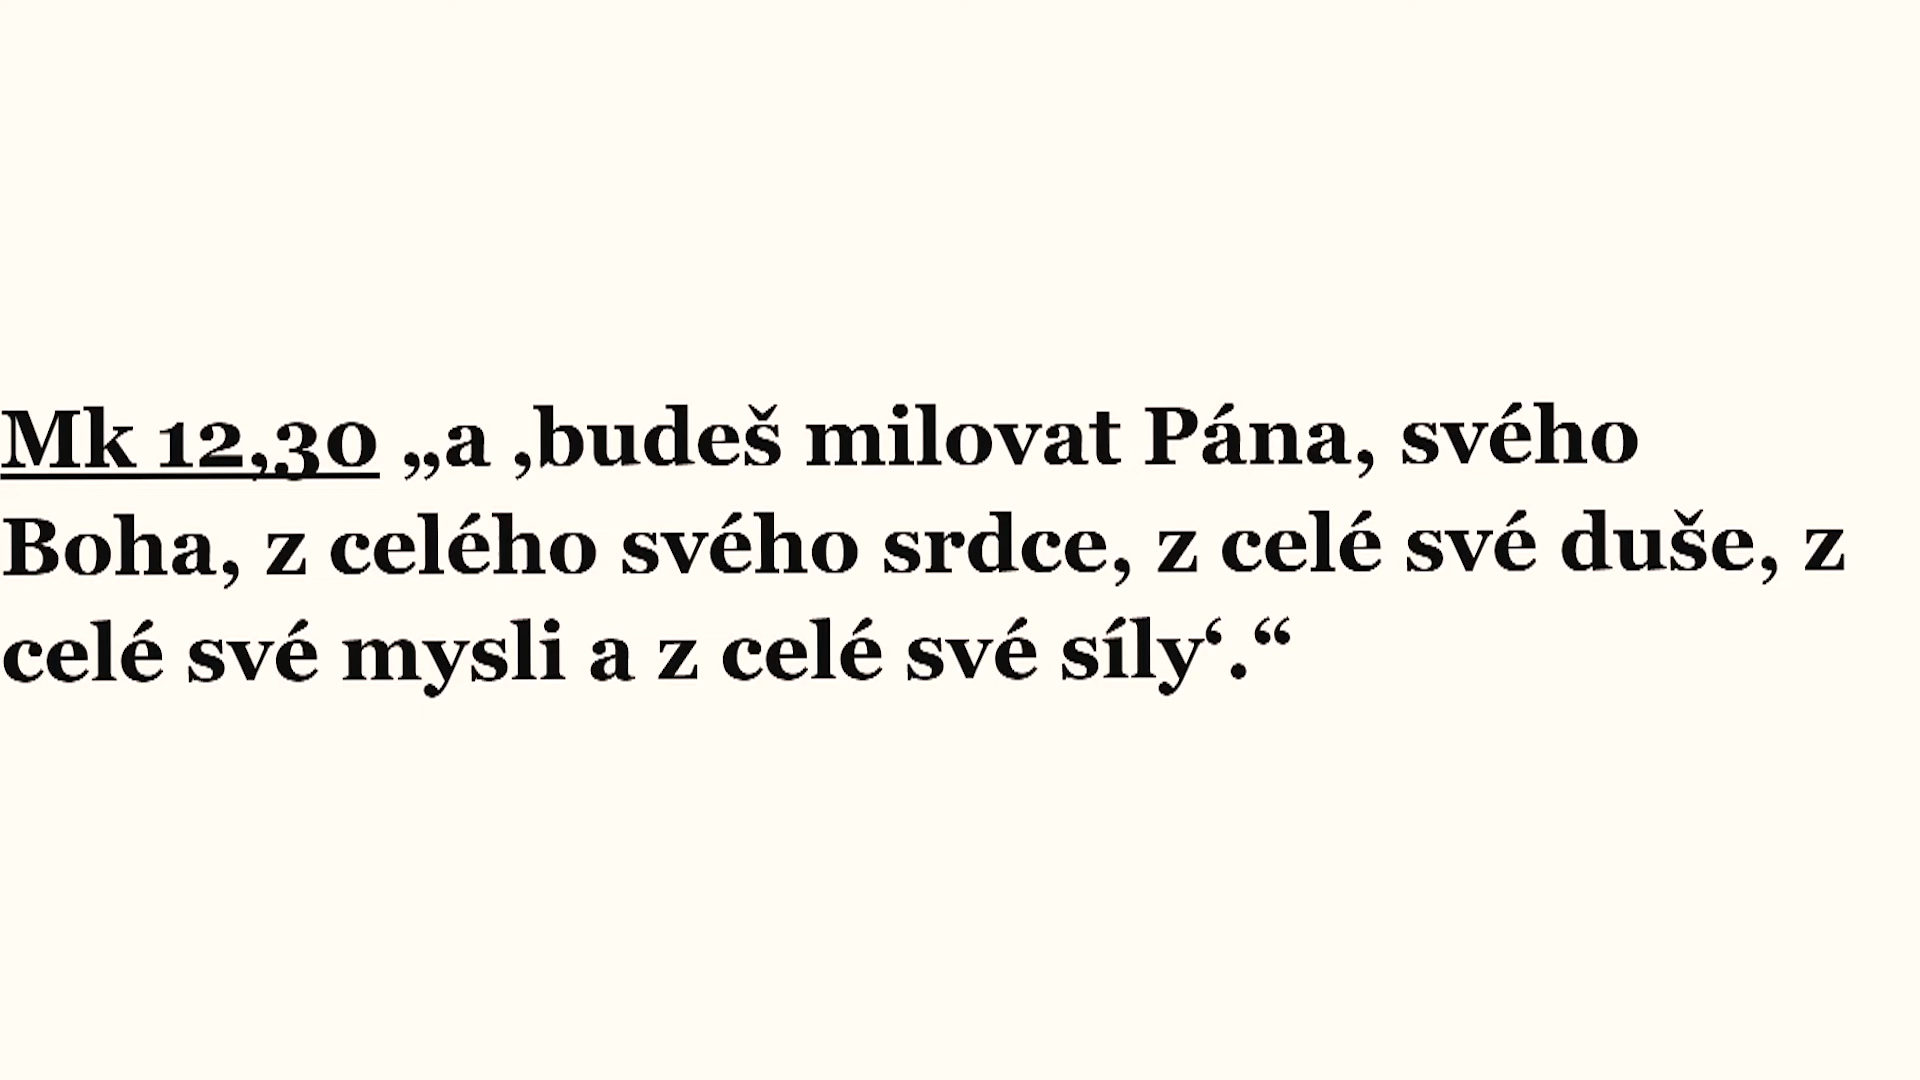 Mk 12,30 „a ‚budeš milovat Pána, svého
Boha, z celého svého srdce, z celé své duše, z
celé své mysli a z celé své síly‘.“